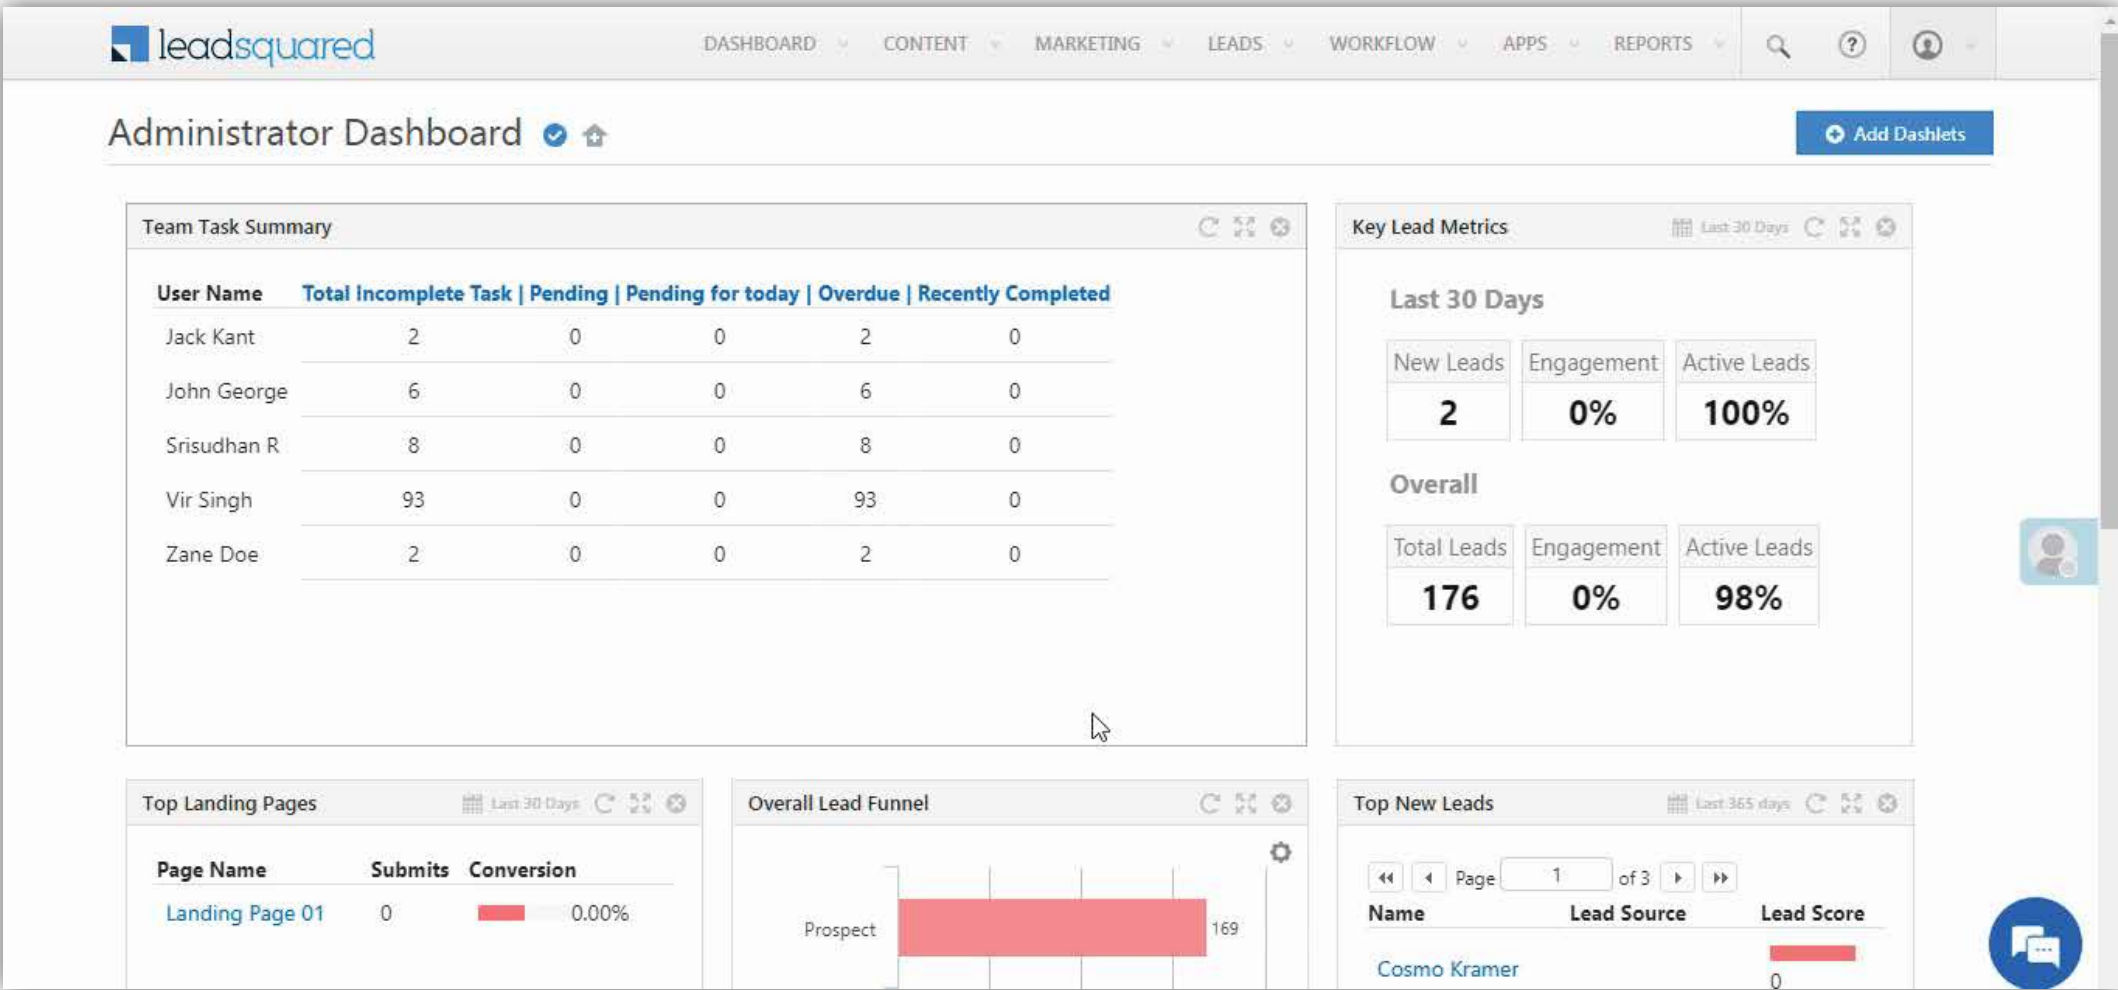 leadsquared DASHBOARD CONTENT MARKETING LEADS WORKFLOW APPS REPORTS
Administrator Dashboard Add Dashlets
Team Task Summary
User Name Total Incomplete Task | Pending | Pending for today | Overdue | Recently Completed
Jack Kant 2 0 0 2 0
John George 6 0 0 6 0
Srisudhan R 8 0 0 8 0
Vir Singh 93 0 0 93 0
Zane Doe 2 0 0 2 0
Key Lead Metrics Last 30 Days
Last 30 Days
New Leads Engagement Active Leads
2 0% 100%
Overall
Total Leads Engagement Active Leads
176 0% 98%
Top Landing Pages Last 30 Days
Page Name Submits Conversion
Landing Page 01 0 0.00%
Overall Lead Funnel
Prospect 169
Top New Leads Last 365 days
Page 1 of 3
Name Lead Source Lead Score
Cosmo Kramer
0